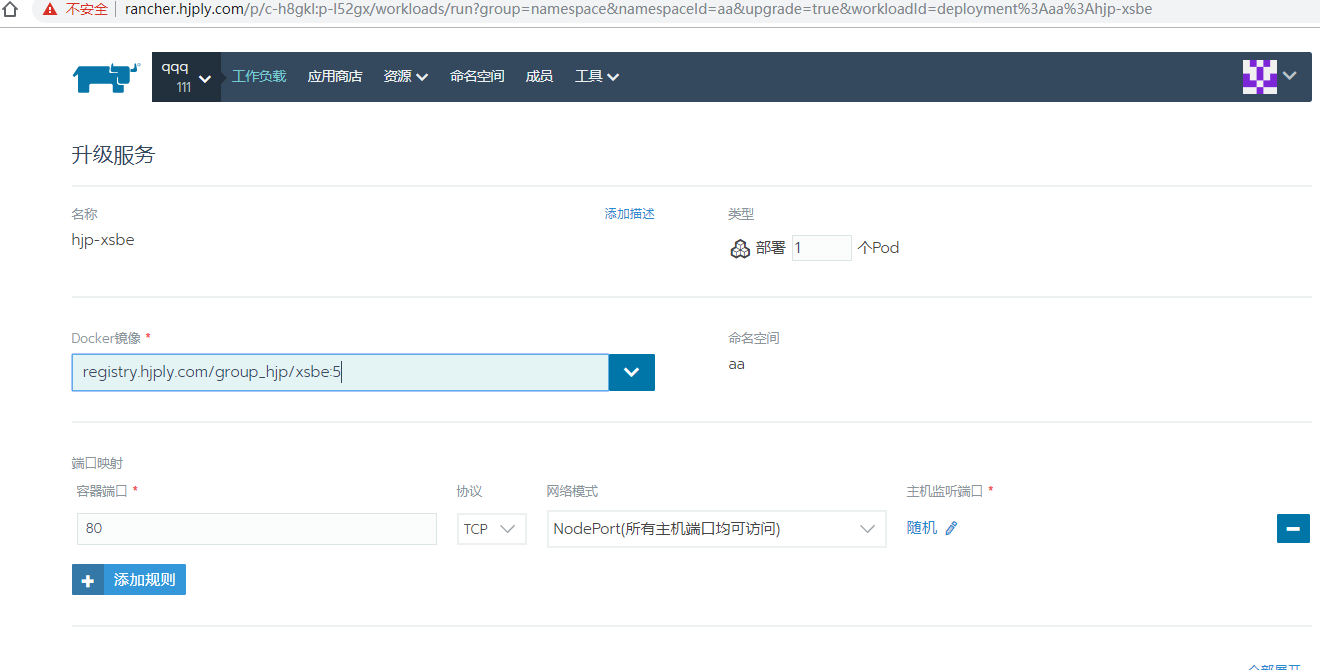 不安全 rancher.hjply.com/p/c-h8gkl:p-l52gx/workloads/run?group=namespace&namespaceId=aa&upgrade=true&workloadId=deployment%3Aaa%3Ahjp-xsbe
qqq
111
工作负载 应用商店 资源 命名空间 成员 工具
升级服务
名称 添加描述 类型
hjp-xsbe
部署 1 个Pod
Docker镜像 * 命名空间
registry.hjply.com/group_hjp/xsbe:5 aa
端口映射
容器端口 * 协议 网络模式 主机监听端口 *
80 TCP NodePort(所有主机端口均可访问) 随机
添加规则
全部展开